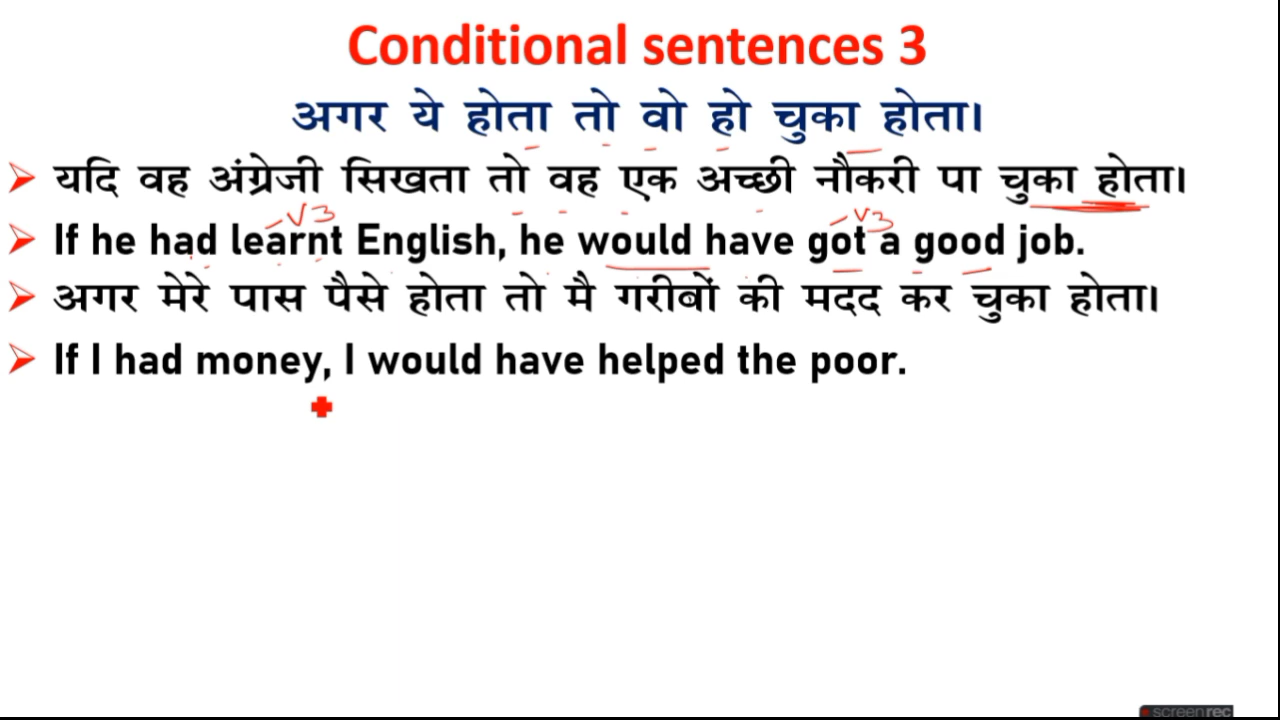 Conditional sentences 3
अगर ये होता तो वो हो चुका होता।
यदि वह अंग्रेजी सिखता तो वह एक अच्छी नौकरी पा चुका होता।
V3 V3
If he had learnt English, he would have got a good job.
अगर मेरे पास पैसे होता तो मै गरीबों की मदद कर चुका होता।
If I had money, I would have helped the poor.
screenrec